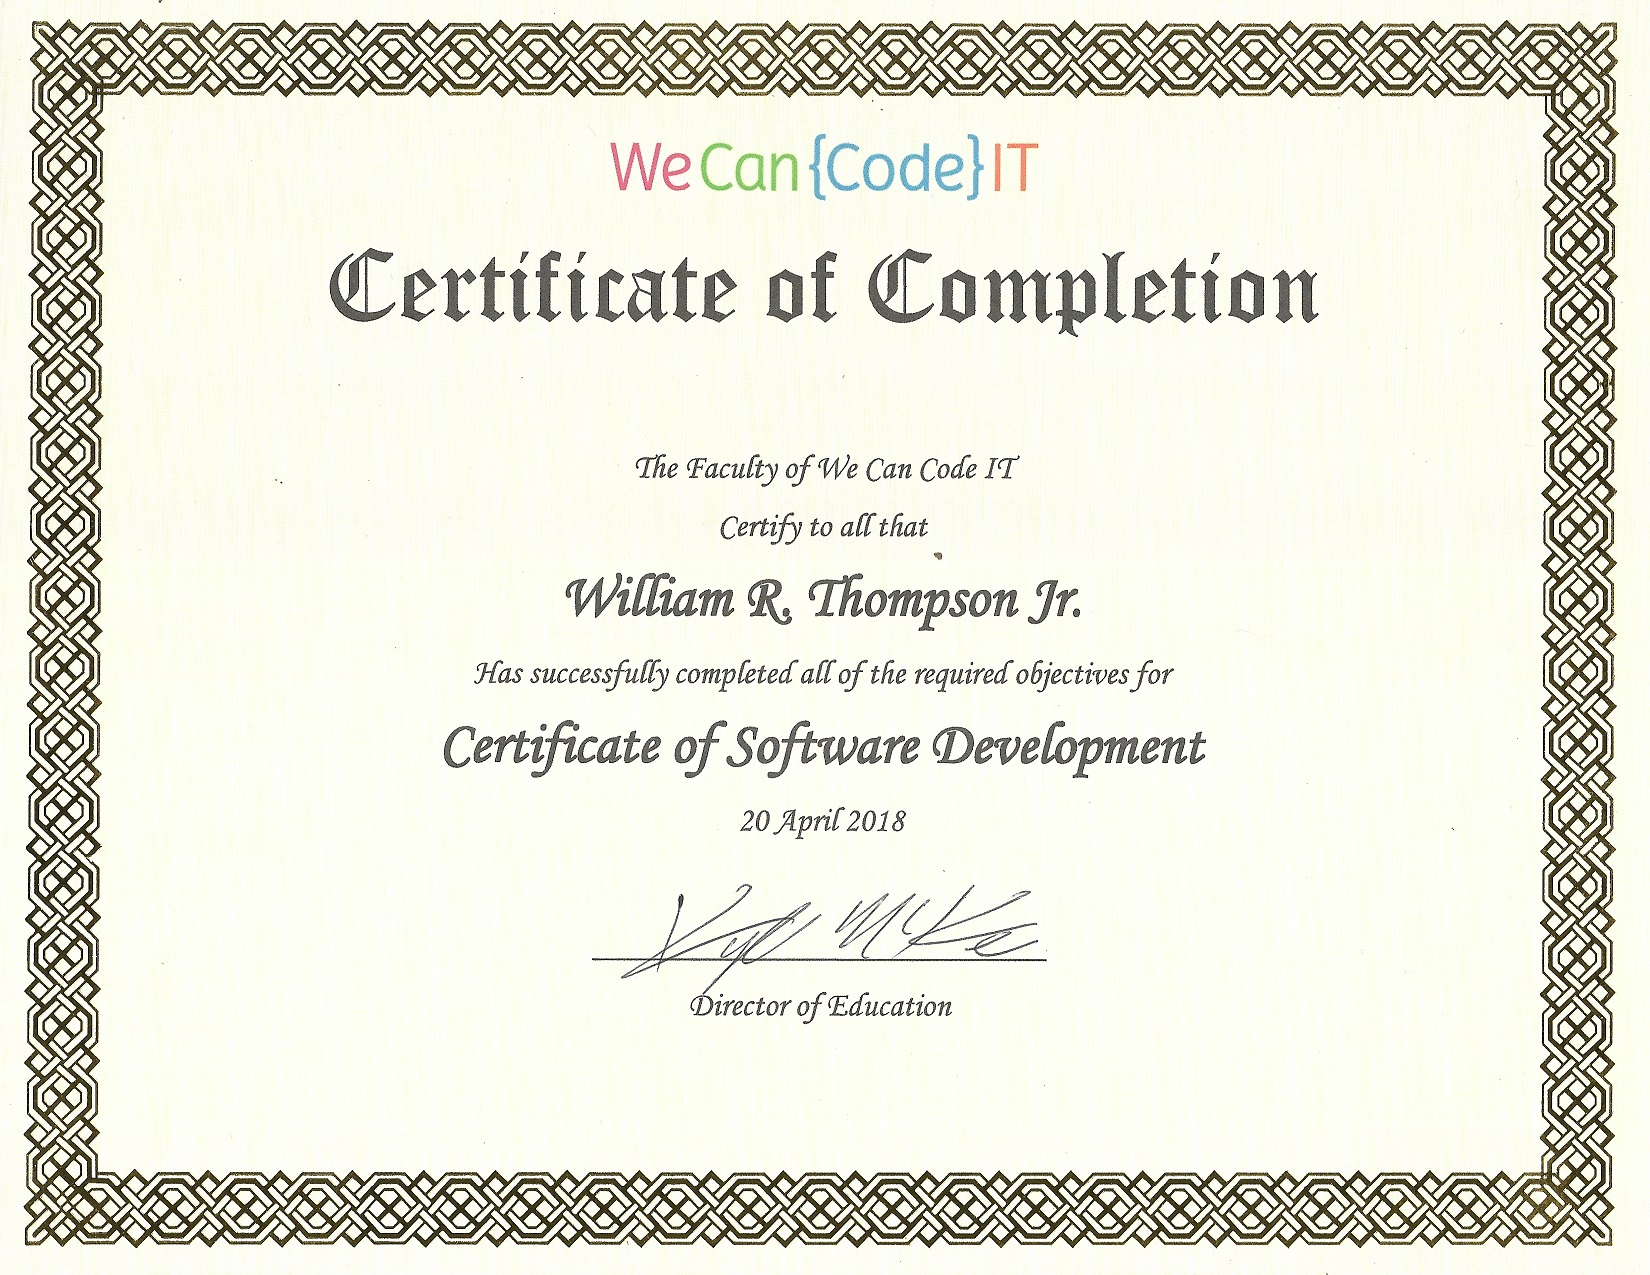 We Can {Code} IT
Certificate of Completion
The Faculty of We Can Code IT
Certify to all that
William R. Thompson Jr.
Has successfully completed all of the required objectives for
Certificate of Software Development
20 April 2018
Kyle McKee
Director of Education